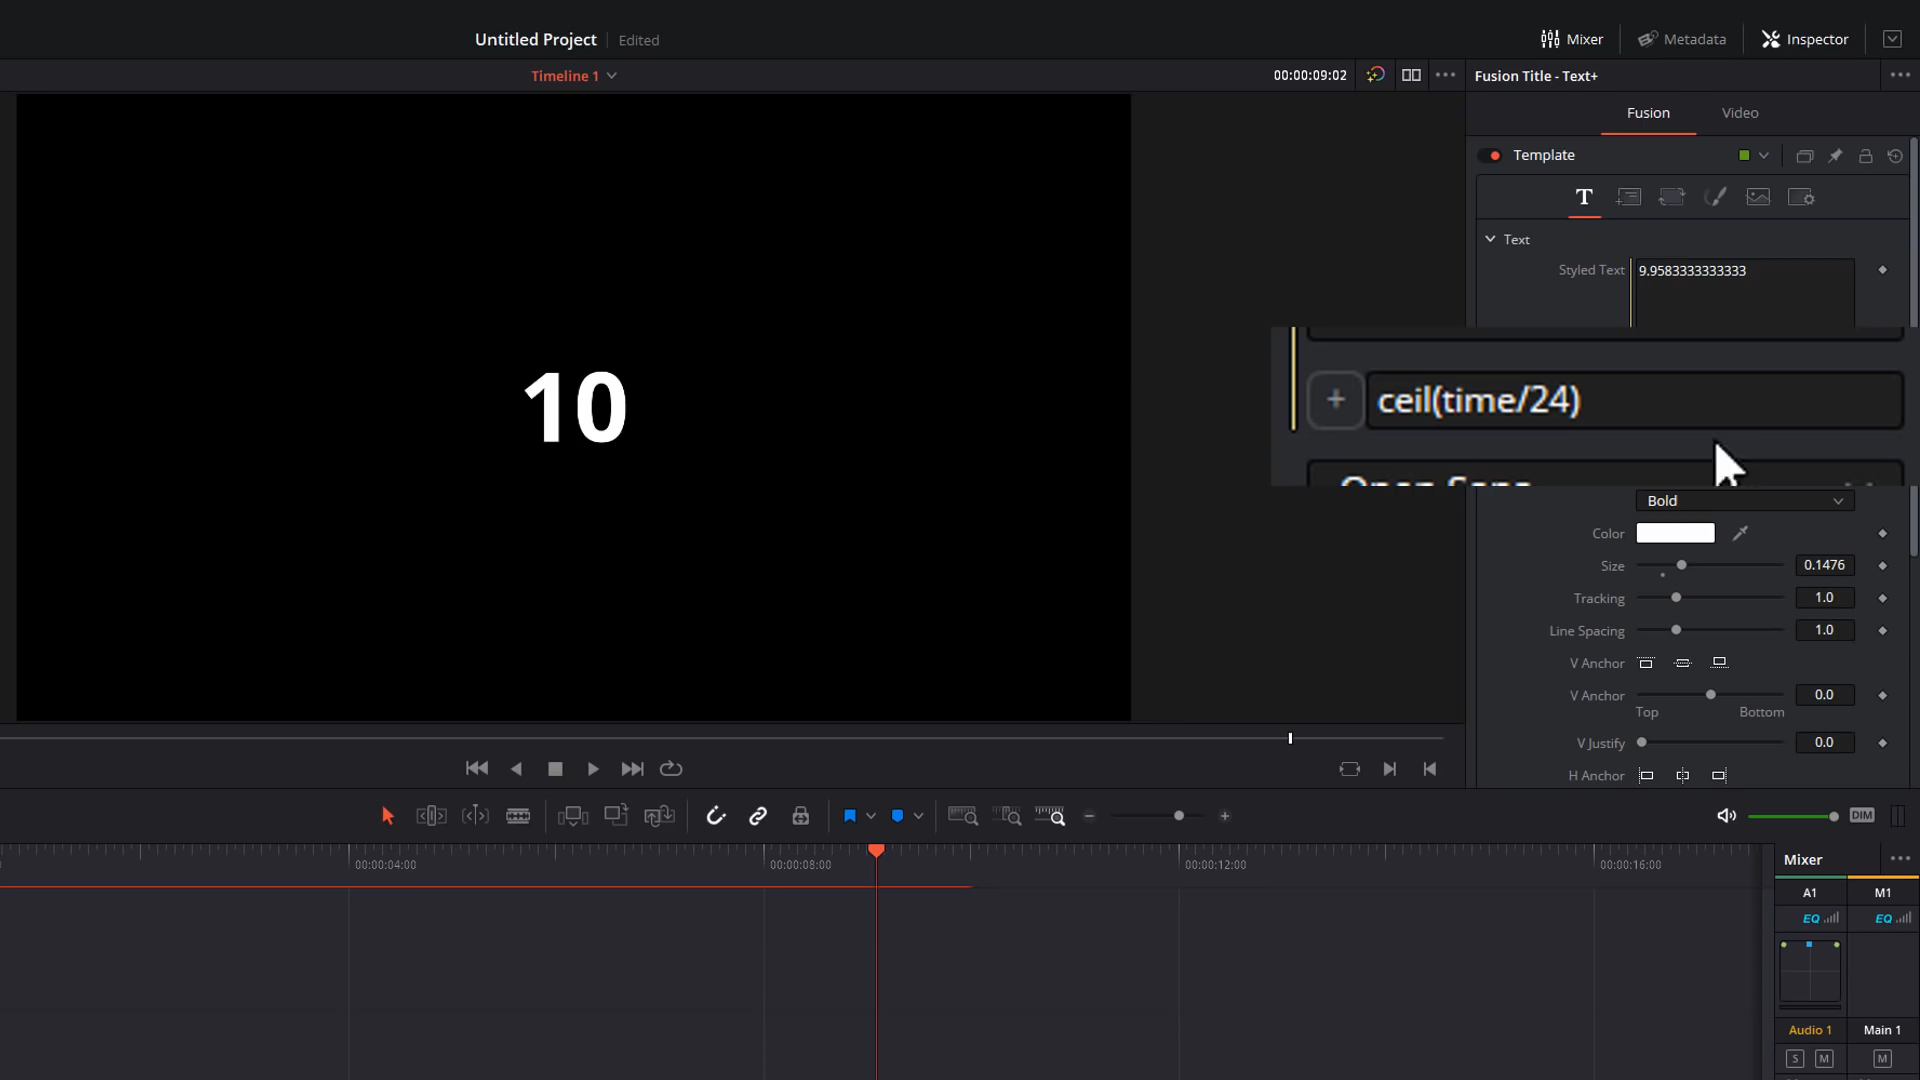 Untitled Project
Edited
Mixer
Metadata
Inspector
Timeline 1
00:00:09:02
Fusion Title - Text+
Fusion
Video
Template
T
Text
Styled Text
9.9583333333333
10
+ ceil(time/24)
Open Sans
Bold
Color
Size
0.1476
Tracking
1.0
Line Spacing
1.0
V Anchor
V Anchor
0.0
Top
Bottom
V Justify
0.0
H Anchor
DIM
00:00:04:00
00:00:08:00
00:00:12:00
00:00:16:00
Mixer
A1
M1
EQ
EQ
Audio 1
Main 1
S
M
M